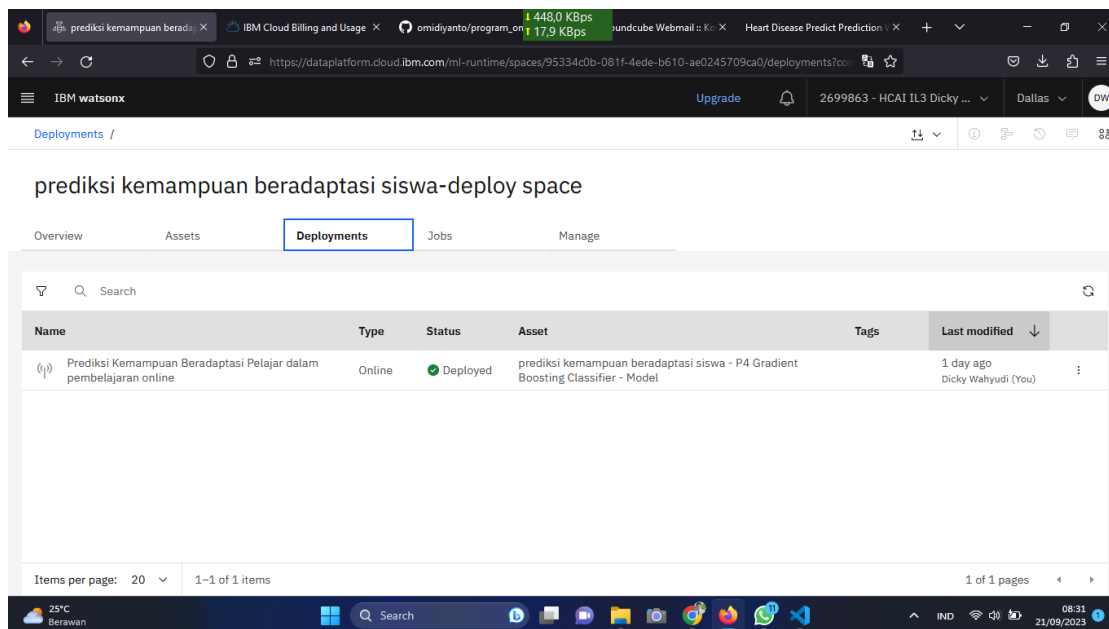 prediksi kemampuan beradap
IBM Cloud Billing and Usage
omidiyanto/program_on
448,0 KBps
17,9 KBps
undcube Webmail :: Ko
Heart Disease Predict Prediction
https://dataplatform.cloud.ibm.com/ml-runtime/spaces/95334c0b-081f-4ede-b610-ae0245709ca0/deployments?con
IBM watsonx
Upgrade
2699863 - HCAI IL3 Dicky ...
Dallas
DW
Deployments /
prediksi kemampuan beradaptasi siswa-deploy space
Overview Assets Deployments Jobs Manage
Search
Name Type Status Asset Tags Last modified
Prediksi Kemampuan Beradaptasi Pelajar dalam
pembelajaran online
Online
Deployed
prediksi kemampuan beradaptasi siswa - P4 Gradient
Boosting Classifier - Model
1 day ago
Dicky Wahyudi (You)
Items per page: 20 1–1 of 1 items 1 of 1 pages
25°C
Berawan
Search
11
IND
08:31
21/09/2023
1